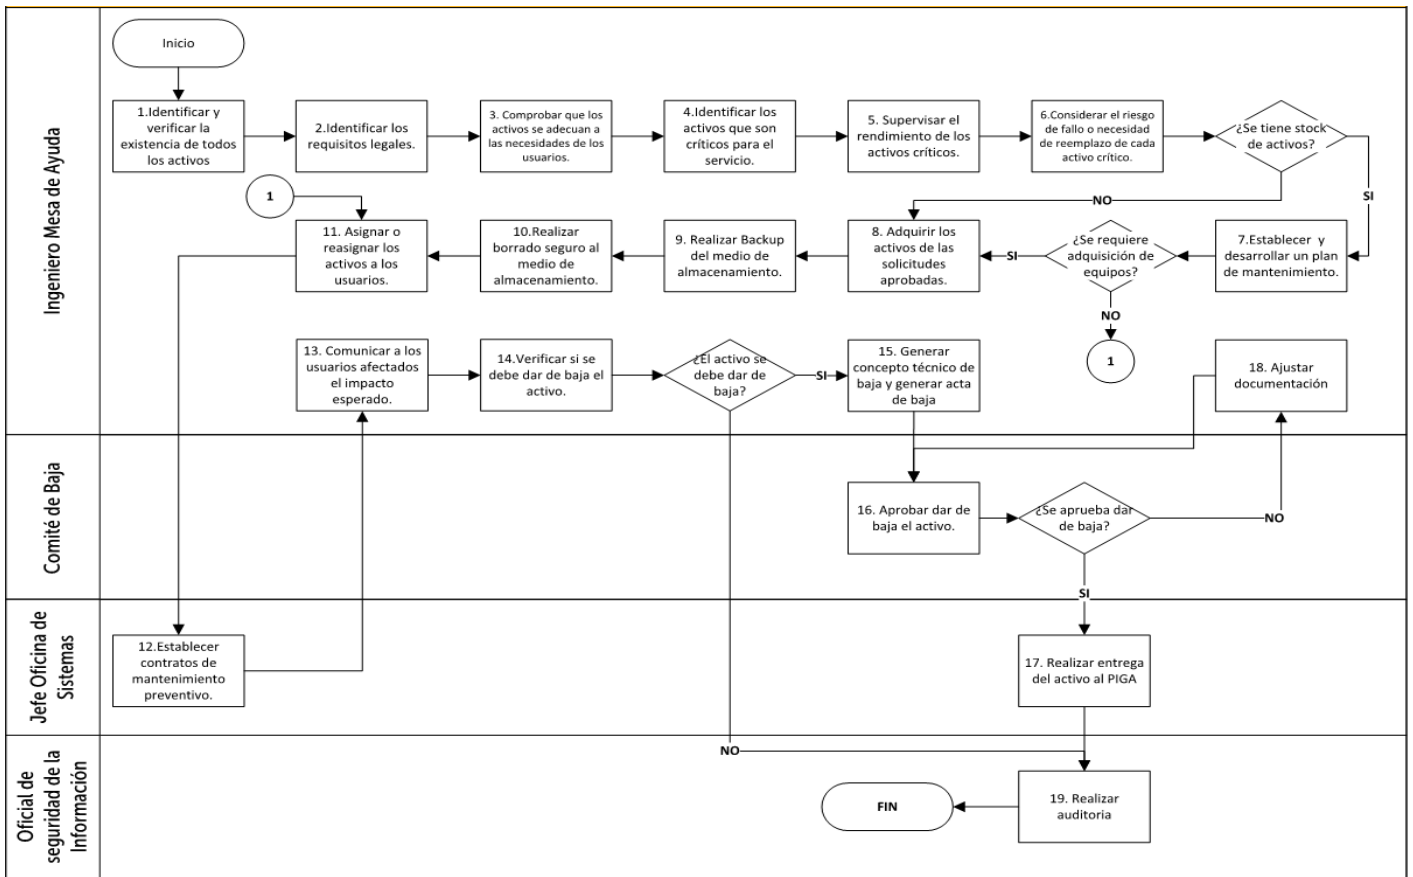 Ingeniero Mesa de Ayuda
Inicio
1.Identificar y
verificar la
existencia de todos
los activos
2.Identificar los
requisitos legales.
3. Comprobar que los
activos se adecuan a
las necesidades de los
usuarios.
4.Identificar los
activos que son
críticos para el
servicio.
5. Supervisar el
rendimiento de los
activos críticos.
6.Considerar el riesgo
de fallo o necesidad
de reemplazo de cada
activo crítico.
¿Se tiene stock
de activos?
SI
NO
1
11. Asignar o
reasignar los
activos a los
usuarios.
10.Realizar
borrado seguro al
medio de
almacenamiento.
9. Realizar Backup
del medio de
almacenamiento.
8. Adquirir los
activos de las
solicitudes
aprobadas.
SI
¿Se requiere
adquisición de
equipos?
7.Establecer y
desarrollar un plan
de mantenimiento.
NO
1
13. Comunicar a los
usuarios afectados
el impacto
esperado.
14.Verificar si se
debe dar de baja el
activo.
¿El activo se
debe dar de
baja?
SI
15. Generar
concepto técnico de
baja y generar acta
de baja
18. Ajustar
documentación
Comité de Baja
16. Aprobar dar de
baja el activo.
¿Se aprueba dar
de baja?
NO
SI
Jefe Oficina de
Sistemas
12.Establecer
contratos de
mantenimiento
preventivo.
17. Realizar entrega
del activo al PIGA
Oficial de
seguridad de la
Información
NO
FIN
19. Realizar
auditoria